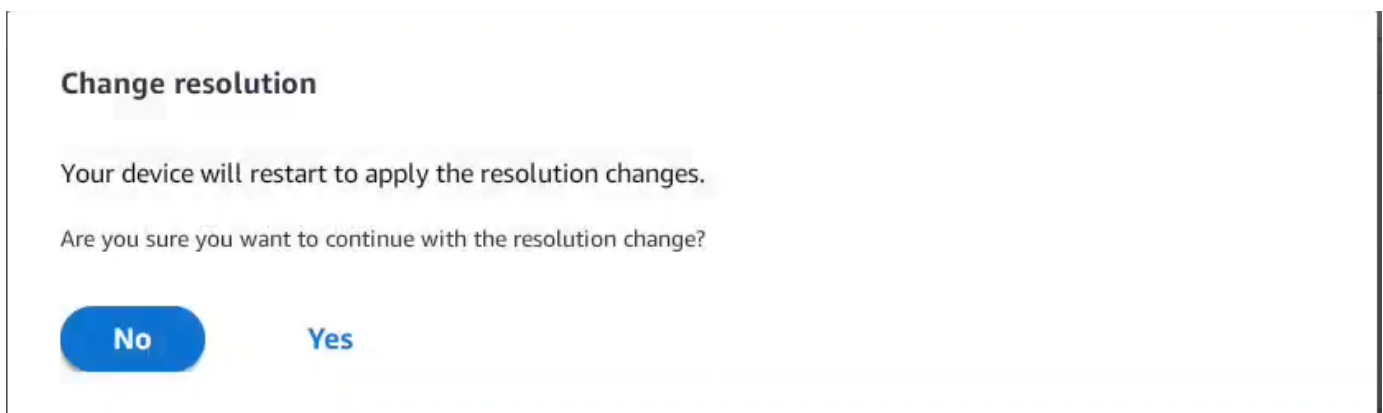 Change resolution
Your device will restart to apply the resolution changes.
Are you sure you want to continue with the resolution change?
No Yes